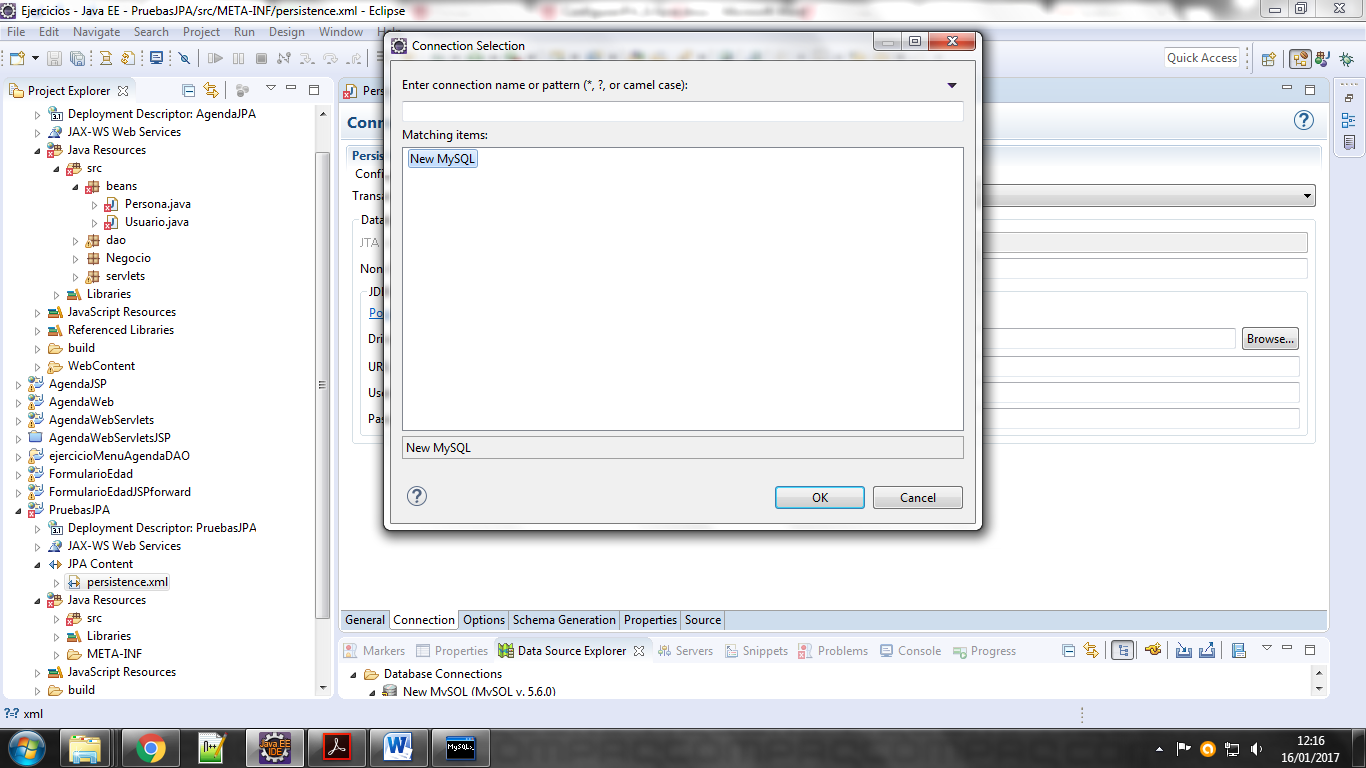 Ejercicios - Java EE - PruebasJPA/src/META-INF/persistence.xml - Eclipse
File Edit Navigate Search Project Run Design Window
Quick Access
Project Explorer
Deployment Descriptor: AgendaJPA
JAX-WS Web Services
Java Resources
src
beans
Persona.java
Usuario.java
dao
Negocio
servlets
Libraries
JavaScript Resources
Referenced Libraries
build
WebContent
AgendaJSP
AgendaWeb
AgendaWebServlets
AgendaWebServletsJSP
ejercicioMenuAgendaDAO
FormularioEdad
FormularioEdadJSPforward
PruebasJPA
Deployment Descriptor: PruebasJPA
JAX-WS Web Services
JPA Content
persistence.xml
Java Resources
src
Libraries
META-INF
JavaScript Resources
build
Connection Selection
Enter connection name or pattern (*, ?, or camel case):
Matching items:
New MySQL
New MySQL
OK Cancel
JTA
Browse...
General Connection Options Schema Generation Properties Source
Markers Properties Data Source Explorer Servers Snippets Problems Console Progress
Database Connections
New MySQL (MySQL v. 5.6.0)
xml
Java EE
IDE
MySQL
12:16
16/01/2017